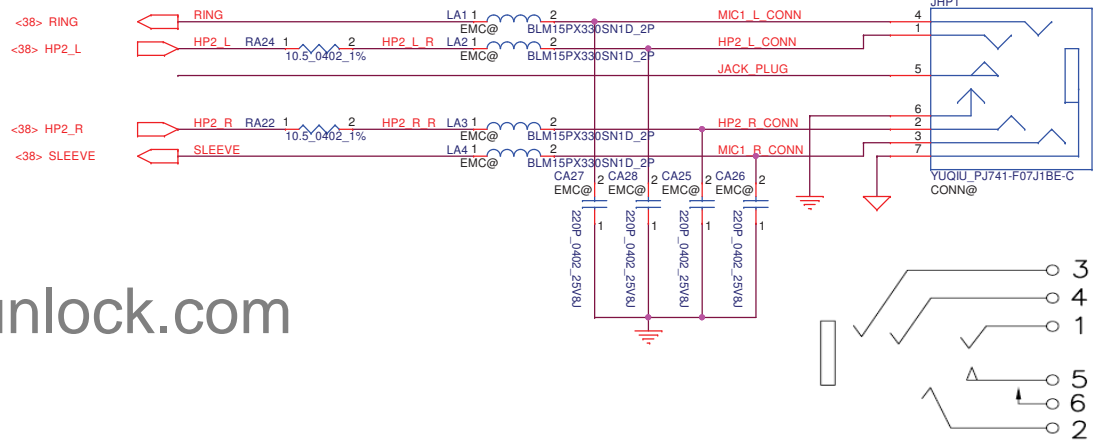 JHP1
<38> RING RING LA1 1 2 MIC1_L_CONN 4
EMC@ BLM15PX330SN1D_2P 1
<38> HP2_L HP2_L RA24 1 2 HP2_L_R LA2 1 2 HP2_L_CONN
10.5_0402_1% EMC@ BLM15PX330SN1D_2P
JACK_PLUG 5
6
<38> HP2_R HP2_R RA22 1 2 HP2_R_R LA3 1 2 HP2_R_CONN 2
10.5_0402_1% EMC@ BLM15PX330SN1D_2P 3
<38> SLEEVE SLEEVE LA4 1 2 MIC1_R_CONN 7
EMC@ BLM15PX330SN1D_2P
CA27 2 CA28 2 CA25 2 CA26 2 YUQIU_PJ741-F07J1BE-C
EMC@ EMC@ EMC@ EMC@ CONN@
1 1 1 1
220P_0402_25V8J 220P_0402_25V8J 220P_0402_25V8J 220P_0402_25V8J
unlock.com
3
4
1
5
6
2